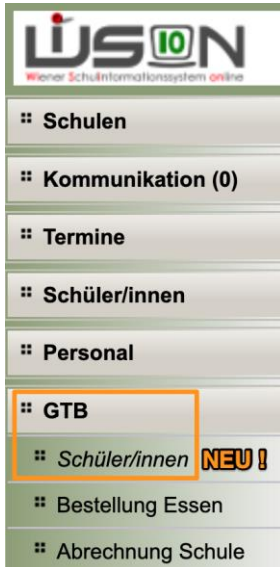 WiSION
Wiener Schulinformationssystem online
Schulen
Kommunikation (0)
Termine
Schüler/innen
Personal
GTB
Schüler/innen NEU !
Bestellung Essen
Abrechnung Schule